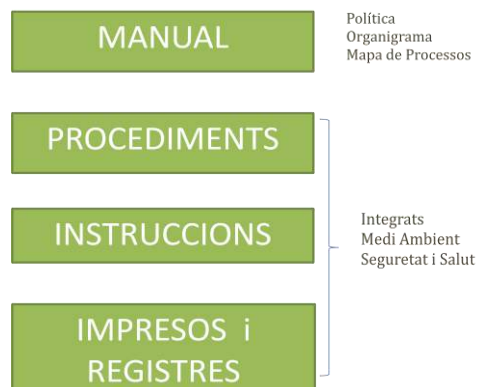 MANUAL
Política
Organigrama
Mapa de Processos
PROCEDIMENTS
INSTRUCCIONS
Integrats
Medi Ambient
Seguretat i Salut
IMPRESOS i
REGISTRES